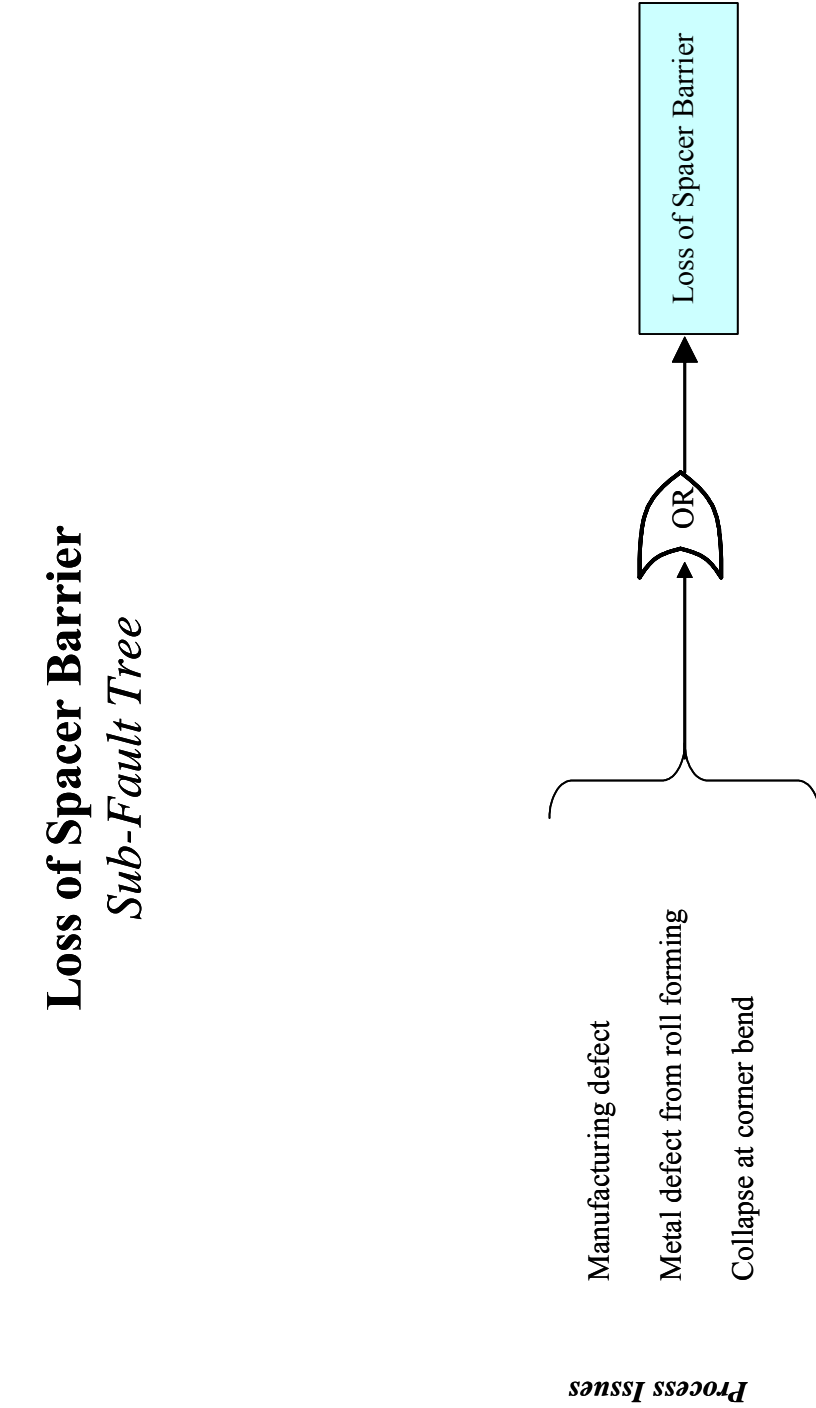 Loss of Spacer Barrier
Sub-Fault Tree
Process Issues
Manufacturing defect
Metal defect from roll forming
Collapse at corner bend
OR
Loss of Spacer Barrier